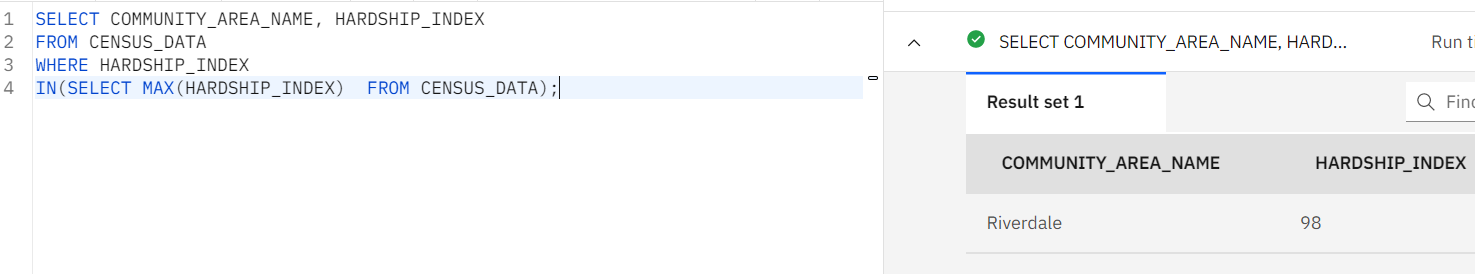 1 SELECT COMMUNITY_AREA_NAME, HARDSHIP_INDEX
2 FROM CENSUS_DATA
3 WHERE HARDSHIP_INDEX
4 IN(SELECT MAX(HARDSHIP_INDEX)  FROM CENSUS_DATA);
SELECT COMMUNITY_AREA_NAME, HARD... Run
Result set 1
COMMUNITY_AREA_NAME HARDSHIP_INDEX
Riverdale 98